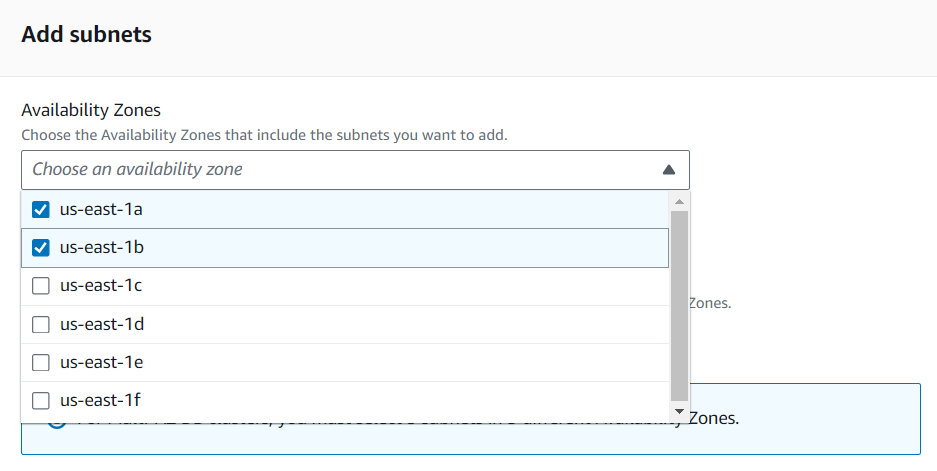 Add subnets
Availability Zones
Choose the Availability Zones that include the subnets you want to add.
Choose an availability zone
us-east-1a
us-east-1b
us-east-1c
Zones.
us-east-1d
us-east-1e
us-east-1f
Zones.